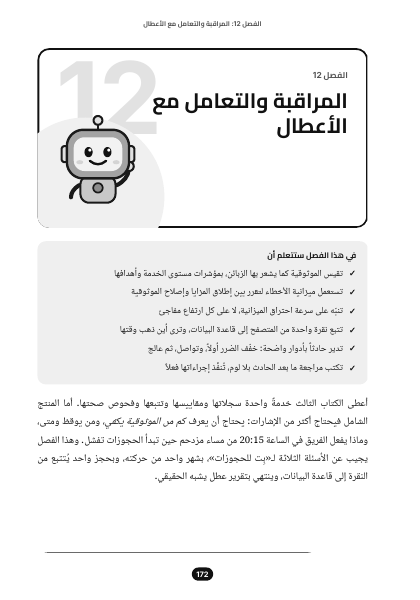 الفصل 12: المراقبة والتعامل مع الأعطال
12
الفصل 12
المراقبة والتعامل مع
الأعطال
في هذا الفصل ستتعلم أن
✓ تقيس الموثوقية كما يشعر بها الزبائن، بمؤشرات مستوى الخدمة وأهدافها
✓ تستعمل ميزانية الأخطاء لتقرر بين إطلاق المزايا وإصلاح الموثوقية
✓ تنبّه على سرعة احتراق الميزانية، لا على كل ارتفاع مفاجئ
✓ تتبع نقرة واحدة من المتصفح إلى قاعدة البيانات، وترى أين ذهب وقتها
✓ تدير حادثاً بأدوار واضحة: خفّف الضرر أولاً، وتواصل، ثم عالج
✓ تكتب مراجعة ما بعد الحادث بلا لوم، تُنفَّذ إجراءاتها فعلاً
أعطى الكتاب الثالث خدمةً واحدة سجلاتها ومقاييسها وتتبعها وفحوص صحتها. أما المنتج
الشامل فيحتاج أكثر من الإشارات: يحتاج أن يعرف كم من الموثوقية يكفي، ومن يوقظ ومتى،
وماذا يفعل الفريق في الساعة 20:15 من مساء مزدحم حين تبدأ الحجوزات تفشل. وهذا الفصل
يجيب عن الأسئلة الثلاثة لـ«بِت للحجوزات»، بشهر واحد من حركته، وبحجز واحد يُتتبع من
النقرة إلى قاعدة البيانات، وينتهي بتقرير عطل يشبه الحقيقي.
172